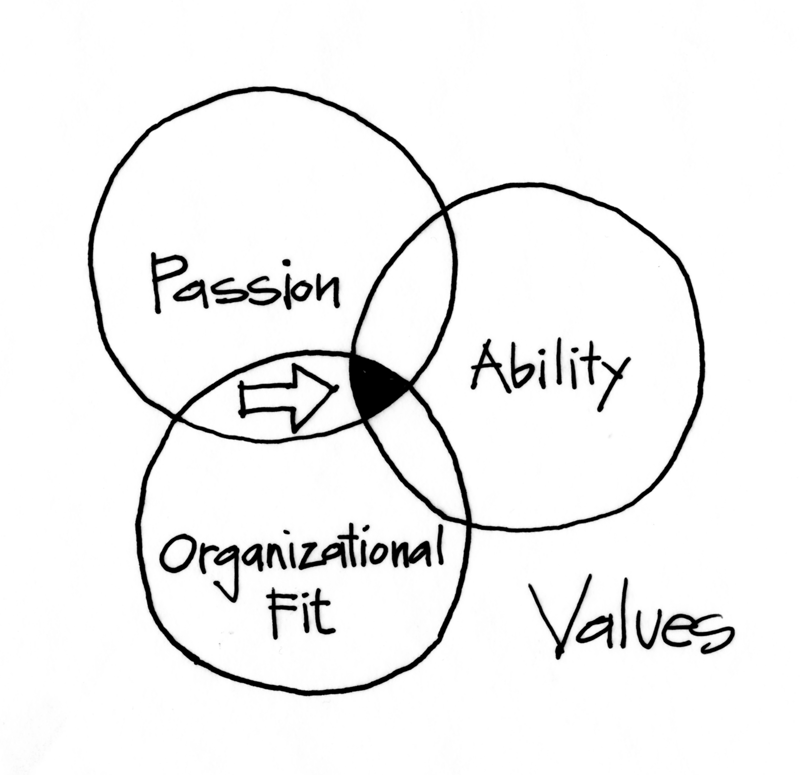 Passion
Ability
Organizational
Fit
Values